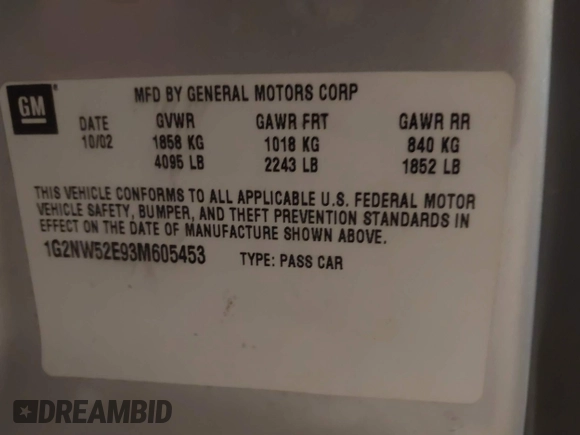 GM
MFD BY GENERAL MOTORS CORP
DATE GVWR GAWR FRT GAWR RR
10/02 1858 KG 1018 KG 840 KG
4095 LB 2243 LB 1852 LB
THIS VEHICLE CONFORMS TO ALL APPLICABLE U.S. FEDERAL MOTOR
VEHICLE SAFETY, BUMPER, AND THEFT PREVENTION STANDARDS IN
EFFECT ON THE DATE OF MANUFACTURE SHOWN ABOVE.
1G2NW52E93M605453 TYPE: PASS CAR
DREAMBID